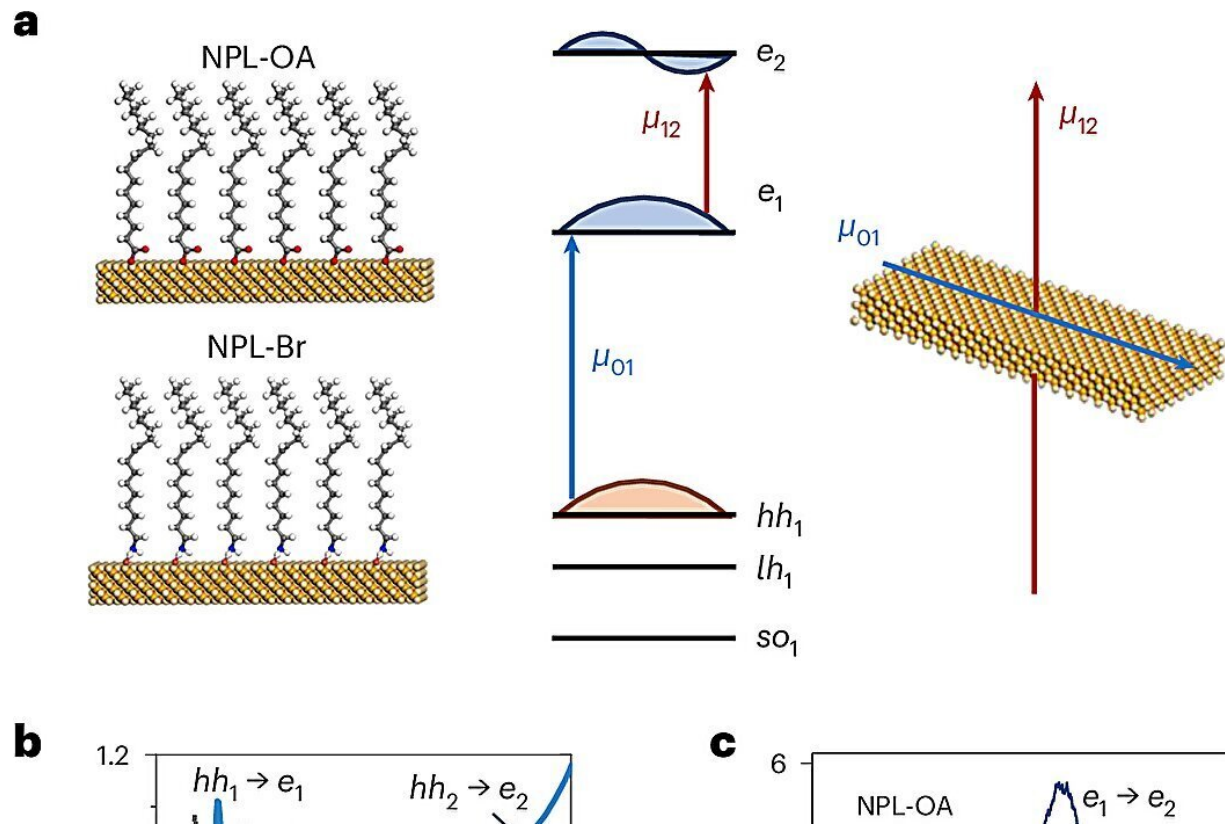 a
NPL-OA
NPL-Br
e₂
μ₁₂
e₁
μ₀₁
hh₁
lh₁
so₁
μ₁₂
μ₀₁
b
1.2
hh₁ → e₁
hh₂ → e₂
c
6
NPL-OA
e₁ → e₂